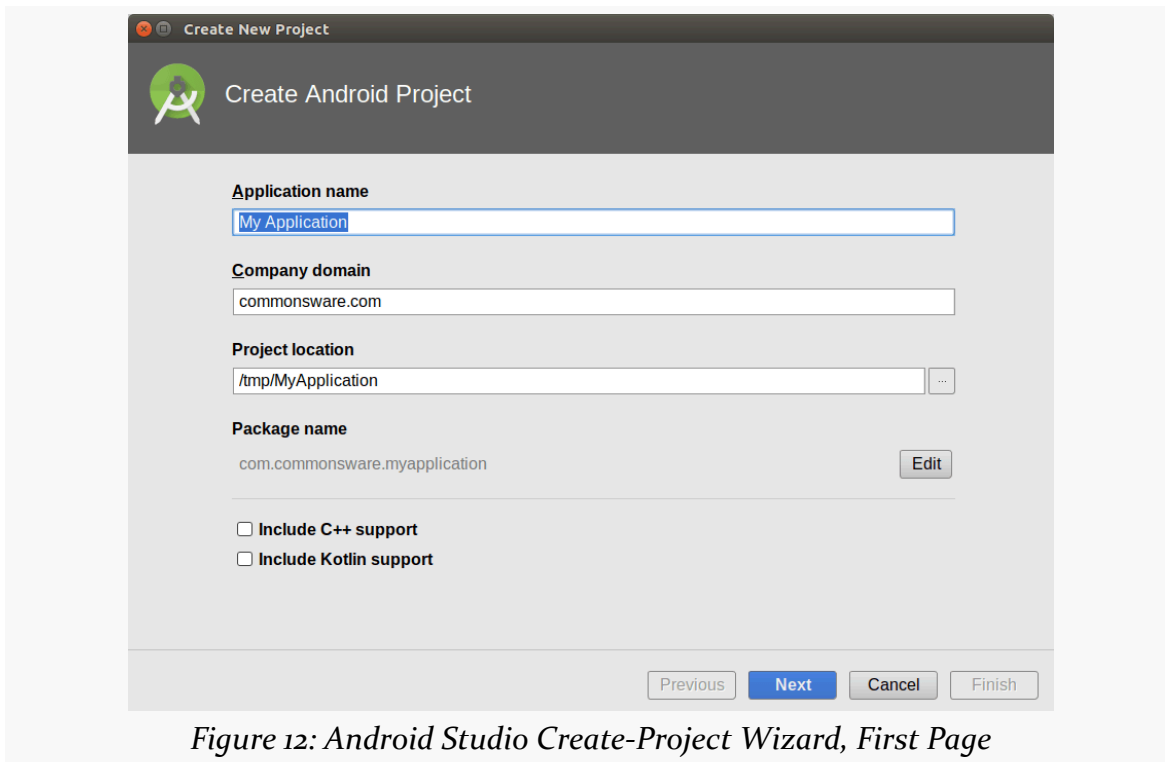 Create New Project
Create Android Project
Application name
My Application
Company domain
commonsware.com
Project location
/tmp/MyApplication
...
Package name
com.commonsware.myapplication
Edit
Include C++ support
Include Kotlin support
Previous Next Cancel Finish
Figure 12: Android Studio Create-Project Wizard, First Page